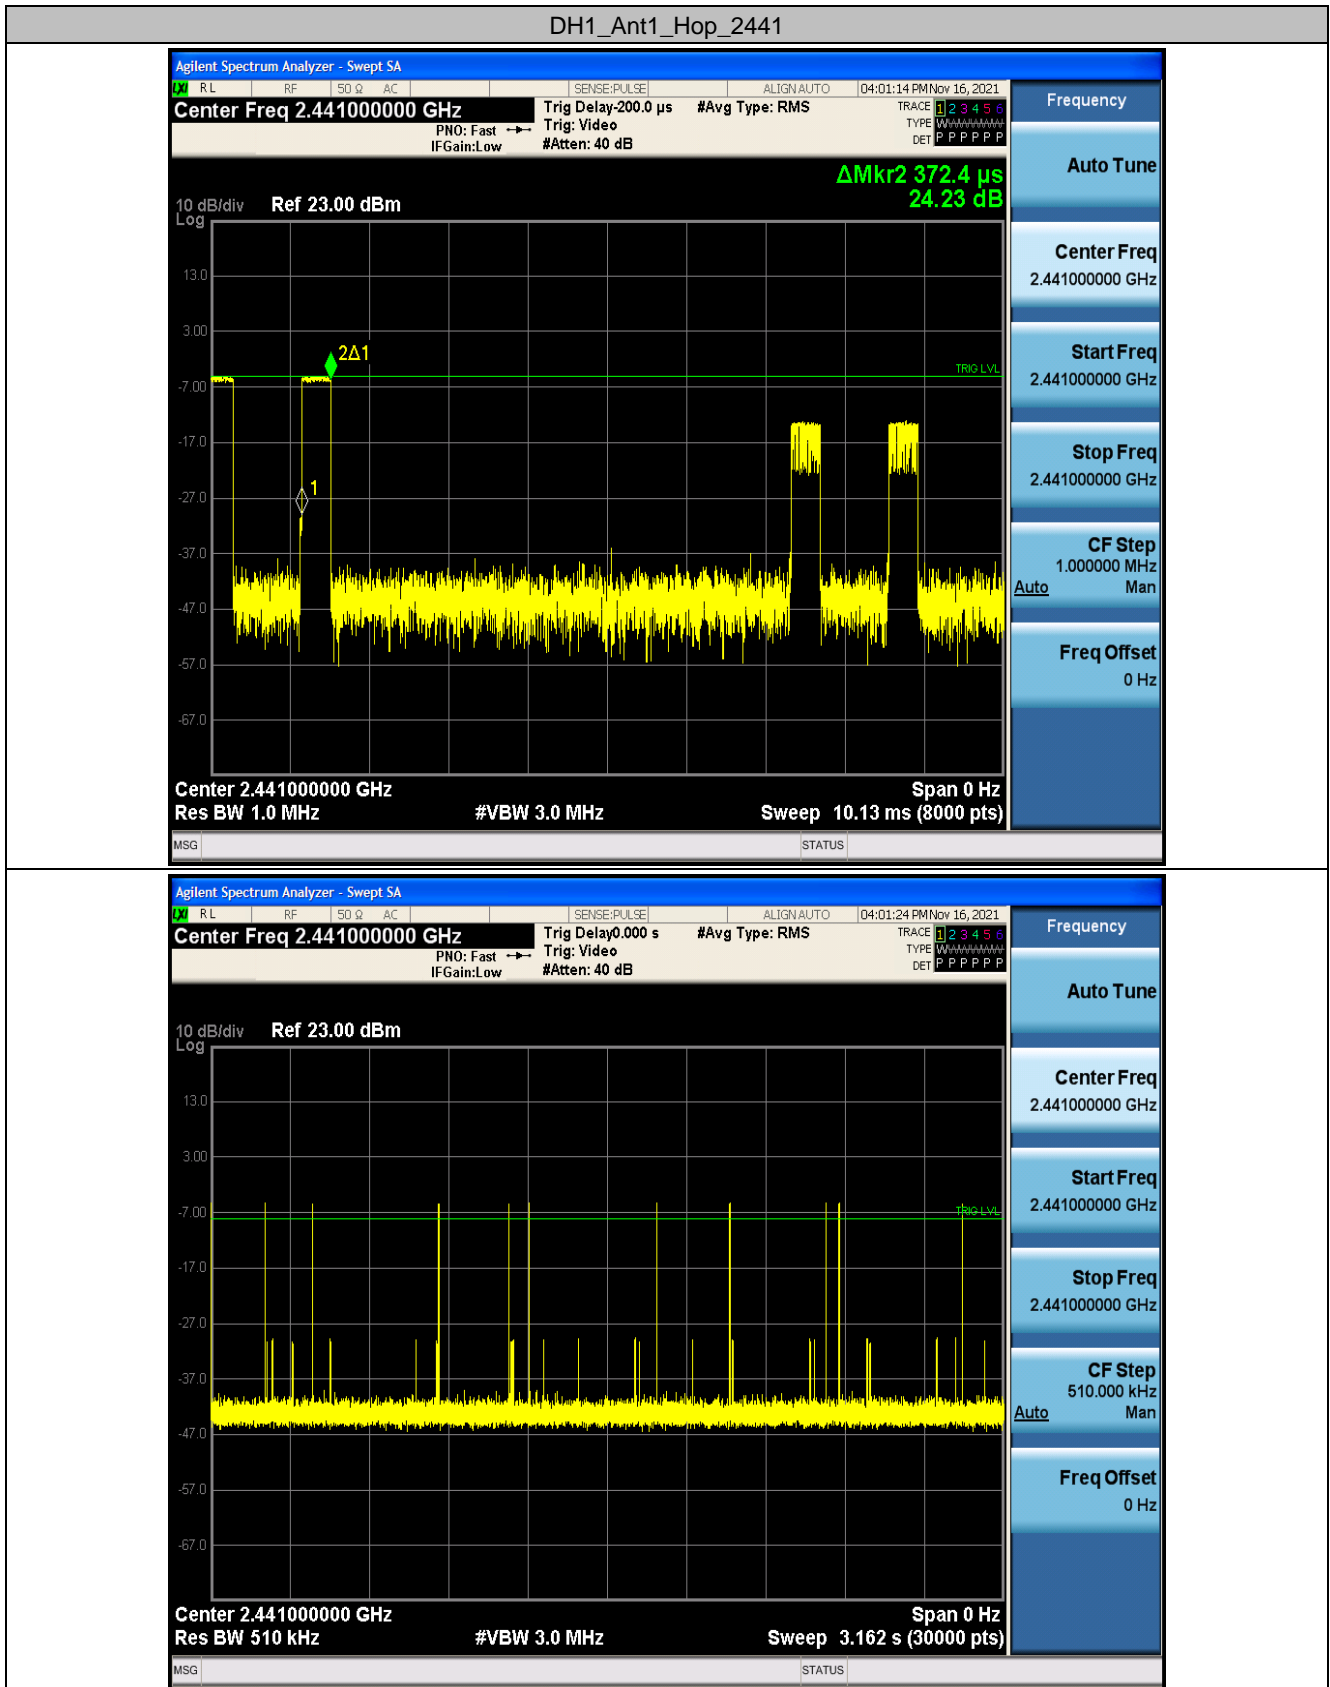 DH1_Ant1_Hop_2441
Agilent Spectrum Analyzer - Swept SA
LXI RL RF 50 Ω AC SENSE:PULSE ALIGN AUTO 04:01:14 PM Nov 16, 2021
Center Freq 2.441000000 GHz
PNO: Fast
IFGain:Low
Trig Delay-200.0 µs
Trig: Video
#Atten: 40 dB
#Avg Type: RMS
TRACE 1 2 3 4 5 6
TYPE W
DET P P P P P P
ΔMkr2 372.4 µs
24.23 dB
10 dB/div Ref 23.00 dBm
Log
13.0
3.00
-7.00
-17.0
-27.0
-37.0
-47.0
-57.0
-67.0
2Δ1
1
TRIG LVL
Center 2.441000000 GHz Span 0 Hz
Res BW 1.0 MHz #VBW 3.0 MHz Sweep 10.13 ms (8000 pts)
MSG STATUS
Frequency
Auto Tune
Center Freq
2.441000000 GHz
Start Freq
2.441000000 GHz
Stop Freq
2.441000000 GHz
CF Step
1.000000 MHz
Auto Man
Freq Offset
0 Hz
Agilent Spectrum Analyzer - Swept SA
LXI RL RF 50 Ω AC SENSE:PULSE ALIGN AUTO 04:01:24 PM Nov 16, 2021
Center Freq 2.441000000 GHz
PNO: Fast
IFGain:Low
Trig Delay0.000 s
Trig: Video
#Atten: 40 dB
#Avg Type: RMS
TRACE 1 2 3 4 5 6
TYPE W
DET P P P P P P
10 dB/div Ref 23.00 dBm
Log
13.0
3.00
-7.00
-17.0
-27.0
-37.0
-47.0
-57.0
-67.0
TRIG LVL
Center 2.441000000 GHz Span 0 Hz
Res BW 510 kHz #VBW 3.0 MHz Sweep 3.162 s (30000 pts)
MSG STATUS
Frequency
Auto Tune
Center Freq
2.441000000 GHz
Start Freq
2.441000000 GHz
Stop Freq
2.441000000 GHz
CF Step
510.000 kHz
Auto Man
Freq Offset
0 Hz